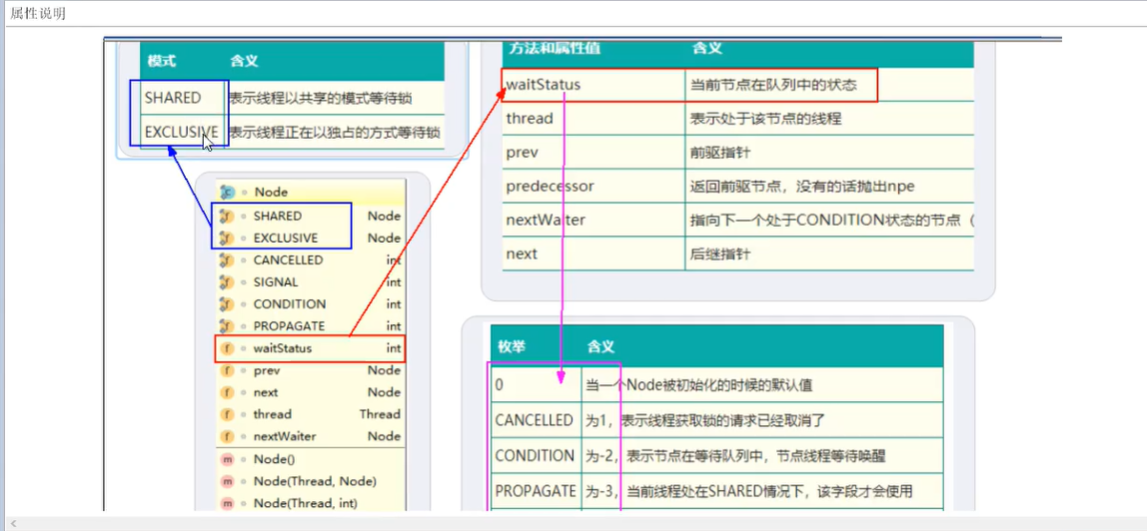 属性说明
模式 含义
SHARED 表示线程以共享的模式等待锁
EXCLUSIVE 表示线程正在以独占的方式等待锁
方法和属性值 含义
waitStatus 当前节点在队列中的状态
thread 表示处于该节点的线程
prev 前驱指针
predecessor 返回前驱节点，没有的话抛出npe
nextWaiter 指向下一个处于CONDITION状态的节点（
next 后继指针
Node
SHARED Node
EXCLUSIVE Node
CANCELLED int
SIGNAL int
CONDITION int
PROPAGATE int
waitStatus int
prev Node
next Node
thread Thread
nextWaiter Node
Node()
Node(Thread, Node)
Node(Thread, int)
枚举 含义
0 当一个Node被初始化的时候的默认值
CANCELLED 为1，表示线程获取锁的请求已经取消了
CONDITION 为-2，表示节点在等待队列中，节点线程等待唤醒
PROPAGATE 为-3，当前线程处在SHARED情况下，该字段才会使用